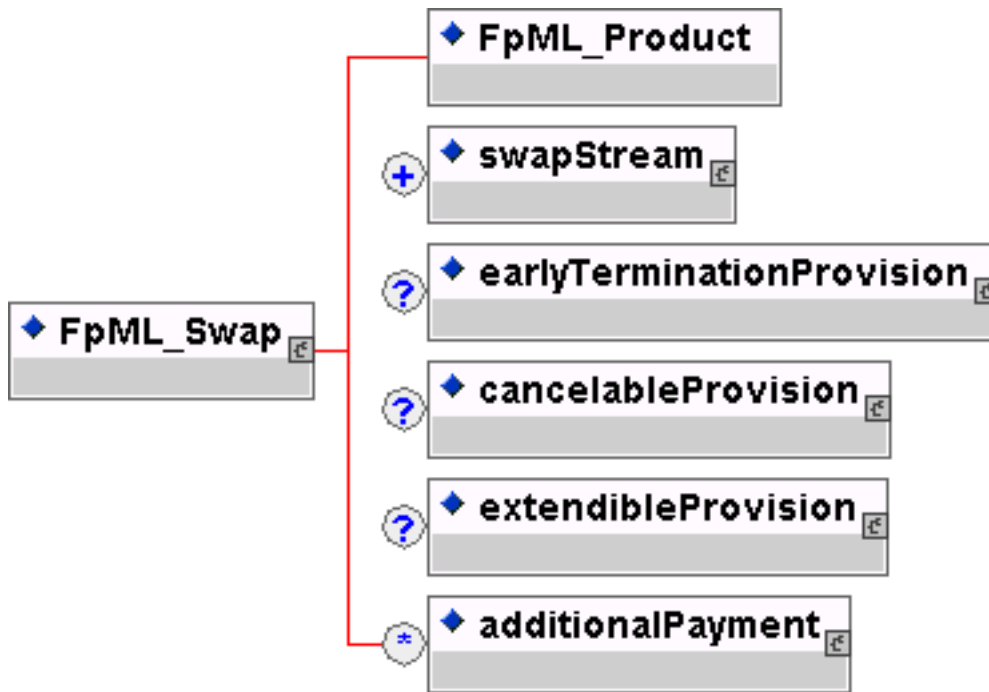 FpML_Product
+ swapStream
? earlyTerminationProvision
FpML_Swap
? cancelableProvision
? extendibleProvision
* additionalPayment